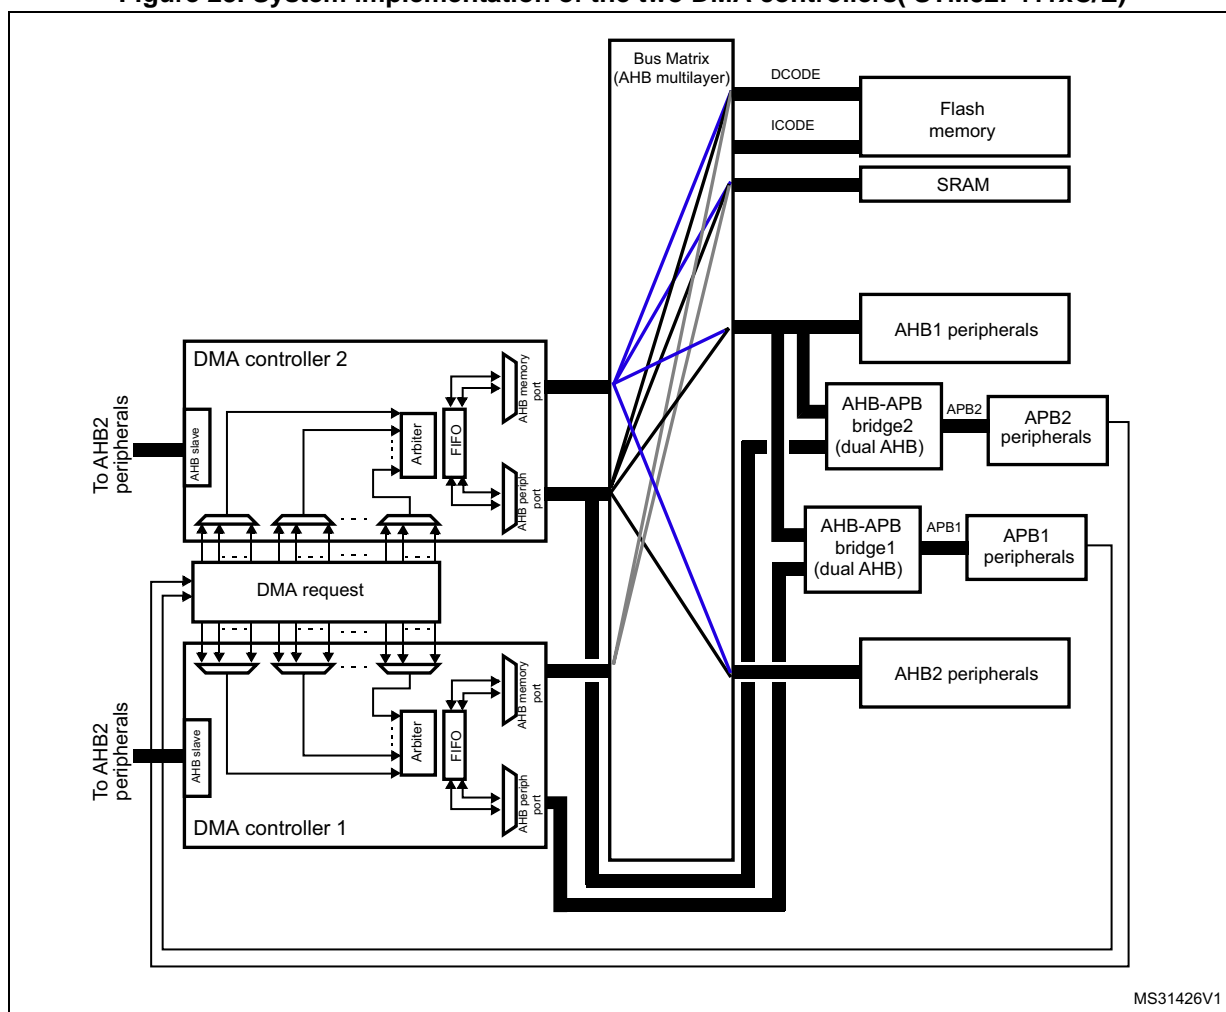 Bus Matrix
(AHB multilayer)
DCODE
ICODE
Flash
memory
SRAM
AHB1 peripherals
DMA controller 2
To AHB2
peripherals
AHB slave
Arbiter
FIFO
AHB memory
port
AHB periph
port
AHB-APB
bridge2
(dual AHB)
APB2
APB2
peripherals
AHB-APB
bridge1
(dual AHB)
APB1
APB1
peripherals
DMA request
AHB2 peripherals
To AHB2
peripherals
AHB slave
Arbiter
FIFO
AHB memory
port
AHB periph
port
DMA controller 1
MS31426V1